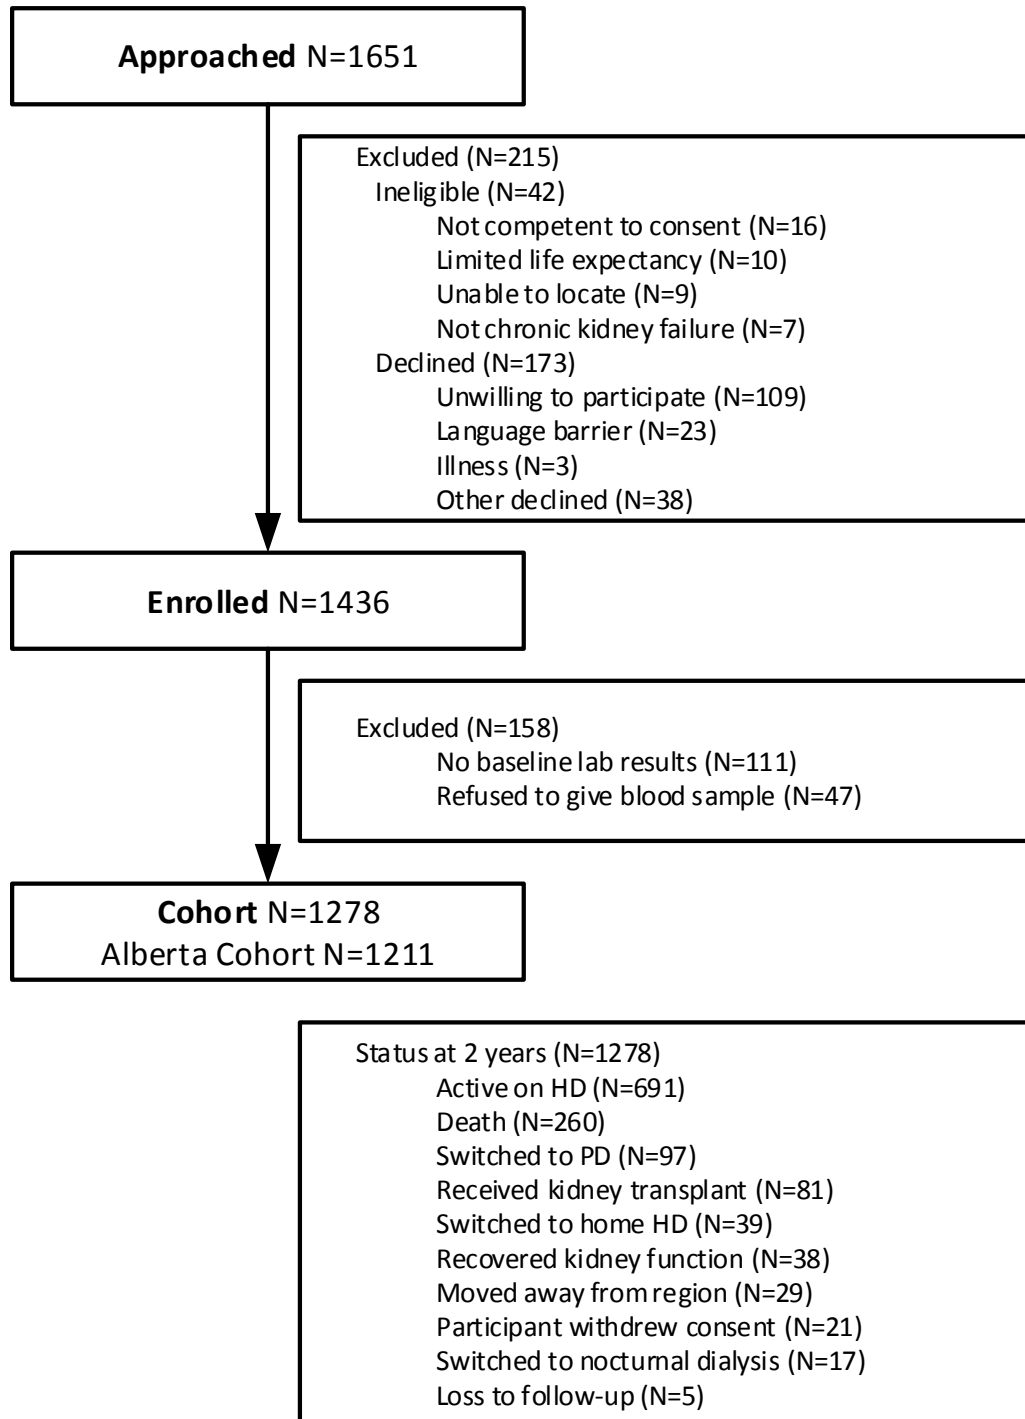 Approached N=1651
Excluded (N=215)
Ineligible (N=42)
Not competent to consent (N=16)
Limited life expectancy (N=10)
Unable to locate (N=9)
Not chronic kidney failure (N=7)
Declined (N=173)
Unwilling to participate (N=109)
Language barrier (N=23)
Illness (N=3)
Other declined (N=38)
Enrolled N=1436
Excluded (N=158)
No baseline lab results (N=111)
Refused to give blood sample (N=47)
Cohort N=1278
Alberta Cohort N=1211
Status at 2 years (N=1278)
Active on HD (N=691)
Death (N=260)
Switched to PD (N=97)
Received kidney transplant (N=81)
Switched to home HD (N=39)
Recovered kidney function (N=38)
Moved away from region (N=29)
Participant withdrew consent (N=21)
Switched to nocturnal dialysis (N=17)
Loss to follow-up (N=5)